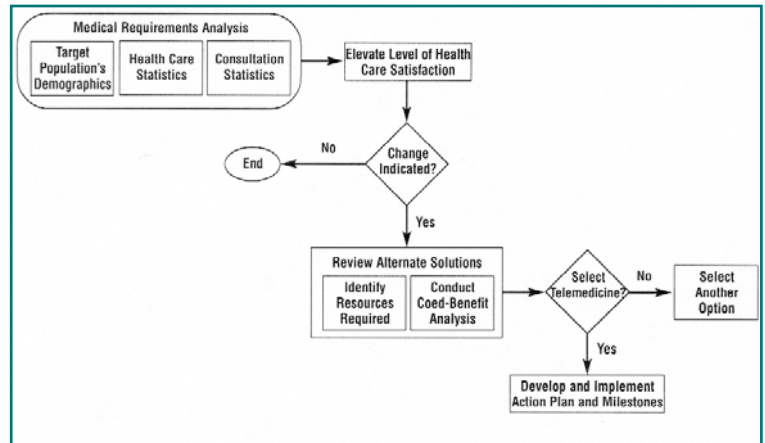 Medical Requirements Analysis
Target
Population's
Demographics
Health Care
Statistics
Consultation
Statistics
Elevate Level of Health
Care Satisfaction
Change
Indicated?
No
End
Yes
Review Alternate Solutions
Identify
Resources
Required
Conduct
Coed-Benefit
Analysis
Select
Telemedicine?
No
Select
Another
Option
Yes
Develop and Implement
Action Plan and Milestones